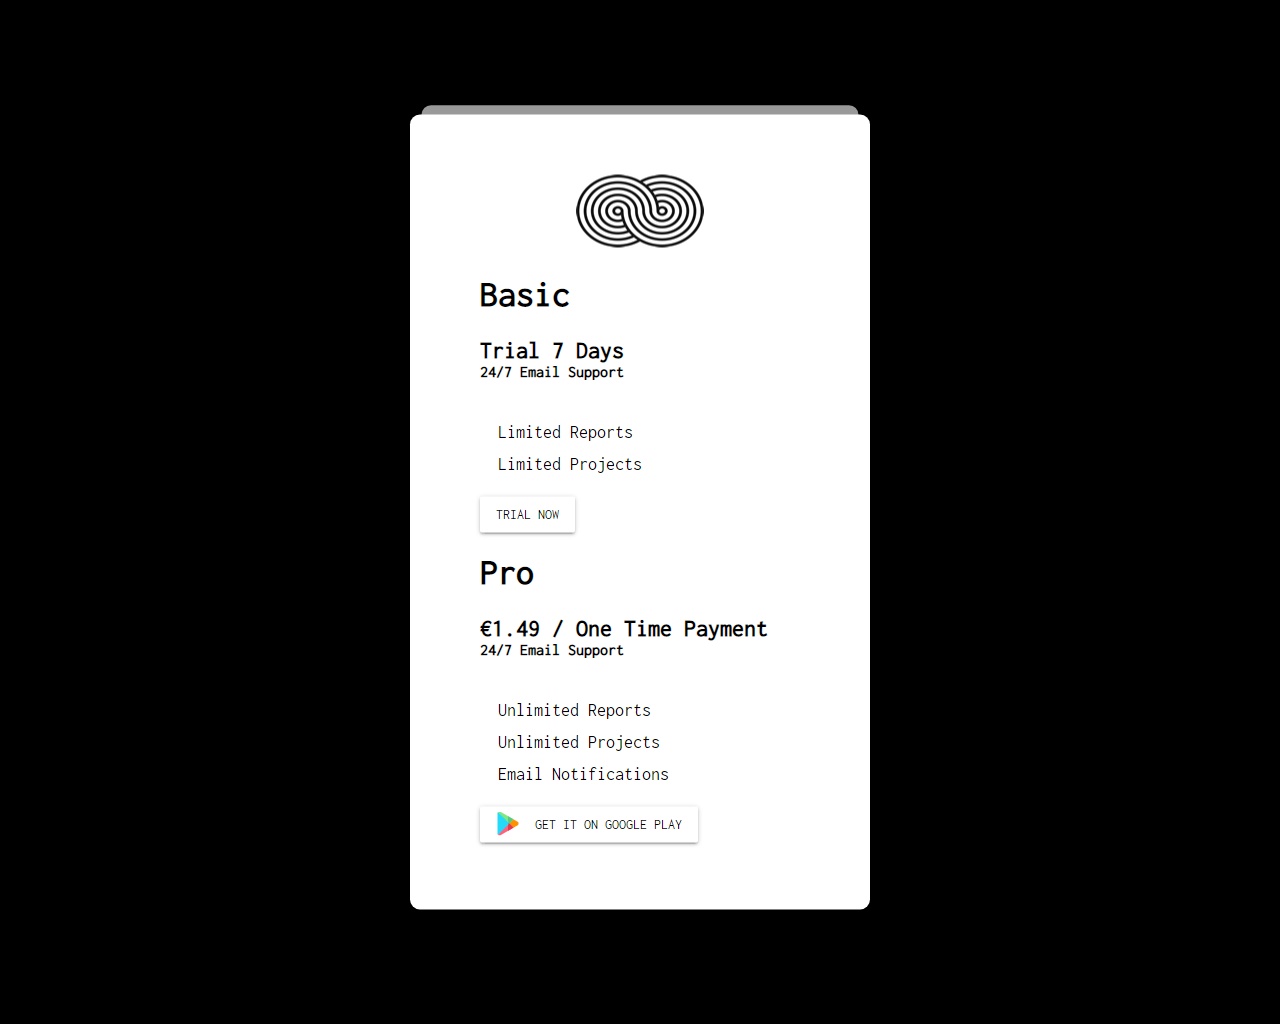 Basic
Trial 7 Days
24/7 Email Support
Limited Reports
Limited Projects
TRIAL NOW
Pro
€1.49 / One Time Payment
24/7 Email Support
Unlimited Reports
Unlimited Projects
Email Notifications
GET IT ON GOOGLE PLAY